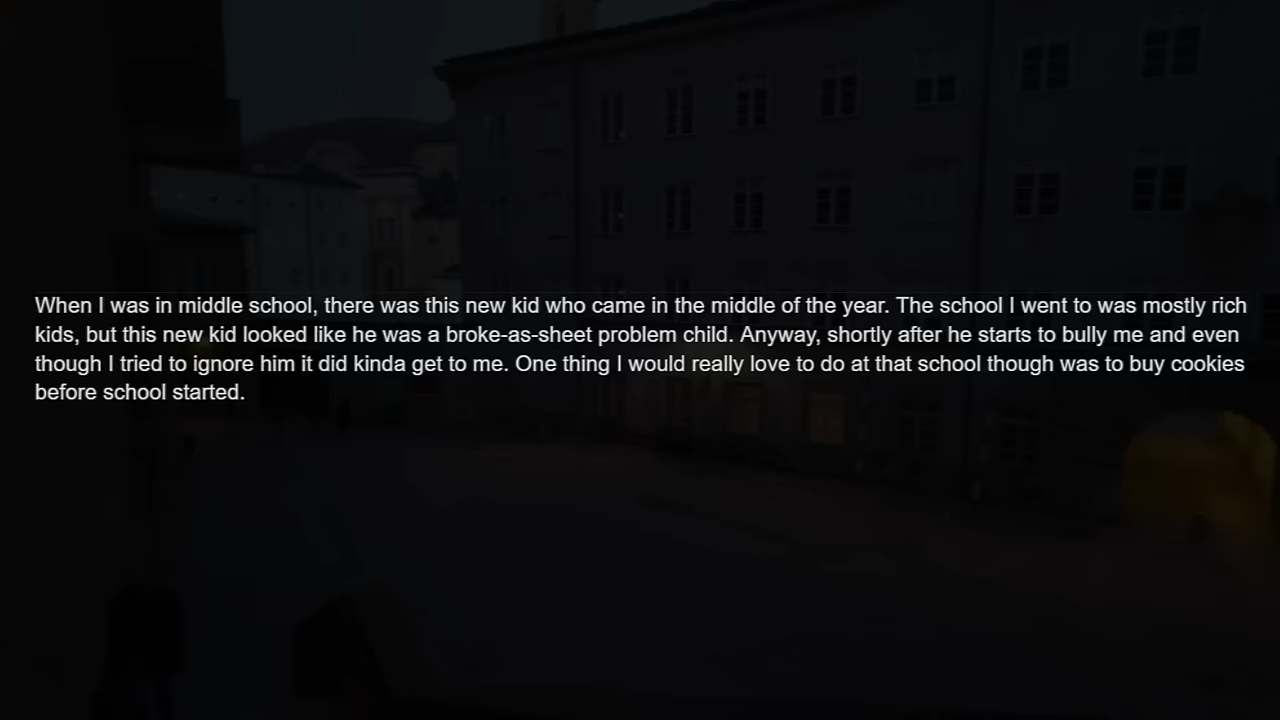 When I was in middle school, there was this new kid who came in the middle of the year. The school I went to was mostly rich
kids, but this new kid looked like he was a broke-as-sheet problem child. Anyway, shortly after he starts to bully me and even
though I tried to ignore him it did kinda get to me. One thing I would really love to do at that school though was to buy cookies
before school started.